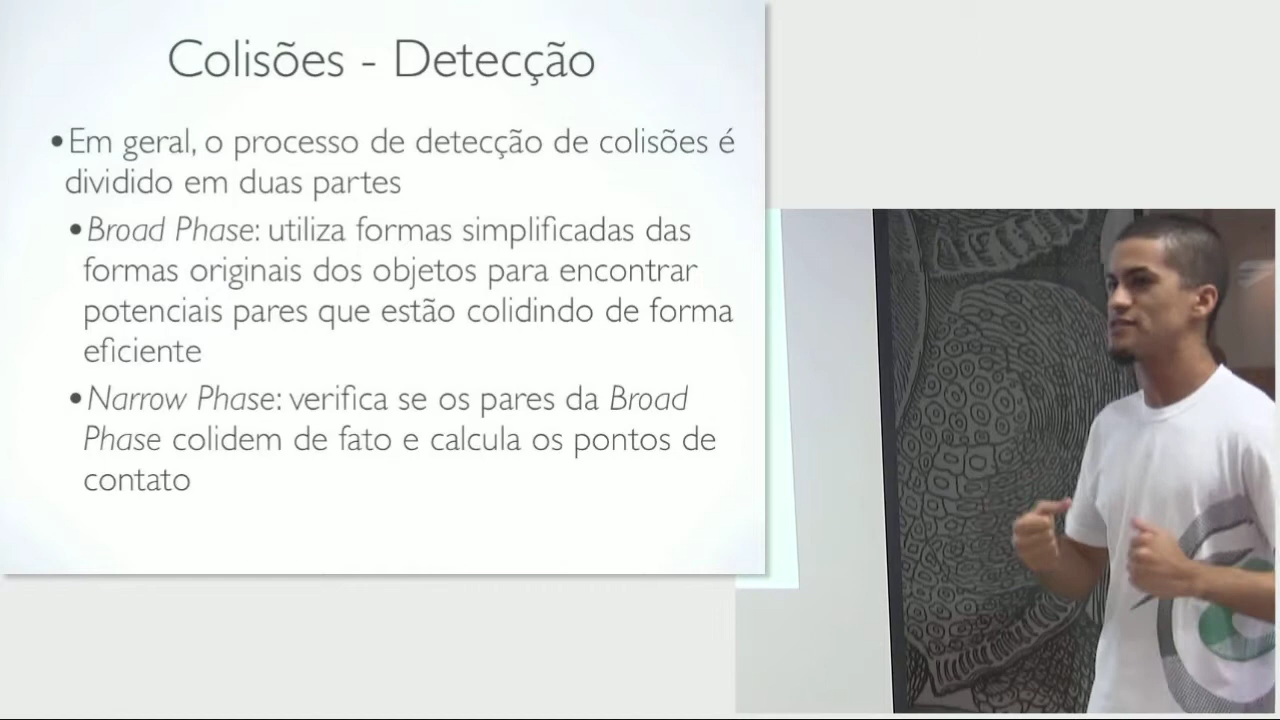 Colisões - Detecção
•Em geral, o processo de detecção de colisões é
dividido em duas partes
•Broad Phase: utiliza formas simplificadas das
formas originais dos objetos para encontrar
potenciais pares que estão colidindo de forma
eficiente
•Narrow Phase: verifica se os pares da Broad
Phase colidem de fato e calcula os pontos de
contato